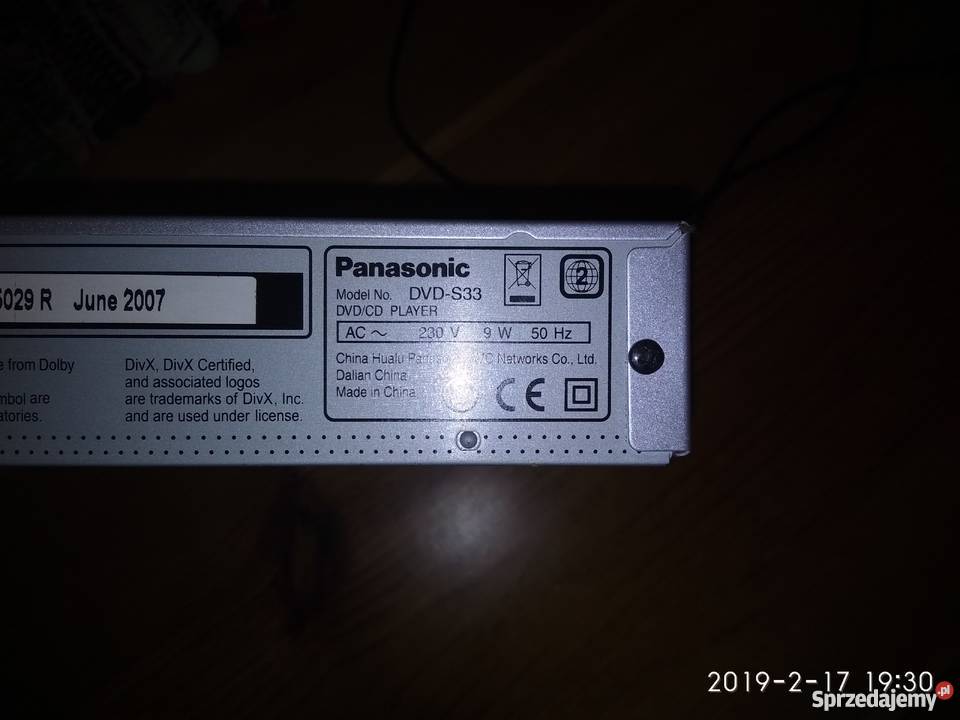 5029 R June 2007
e from Dolby
mbol are
atories.
DivX, DivX Certified,
and associated logos
are trademarks of DivX, Inc.
and are used under license.
Panasonic
2
Model No. DVD-S33
DVD/CD PLAYER
AC ~ 230 V 9 W 50 Hz
China Hualu Networks Co., Ltd.
Dalian China
Made in China
CE
2019-2-17 19:30
Sprzedajemy.pl